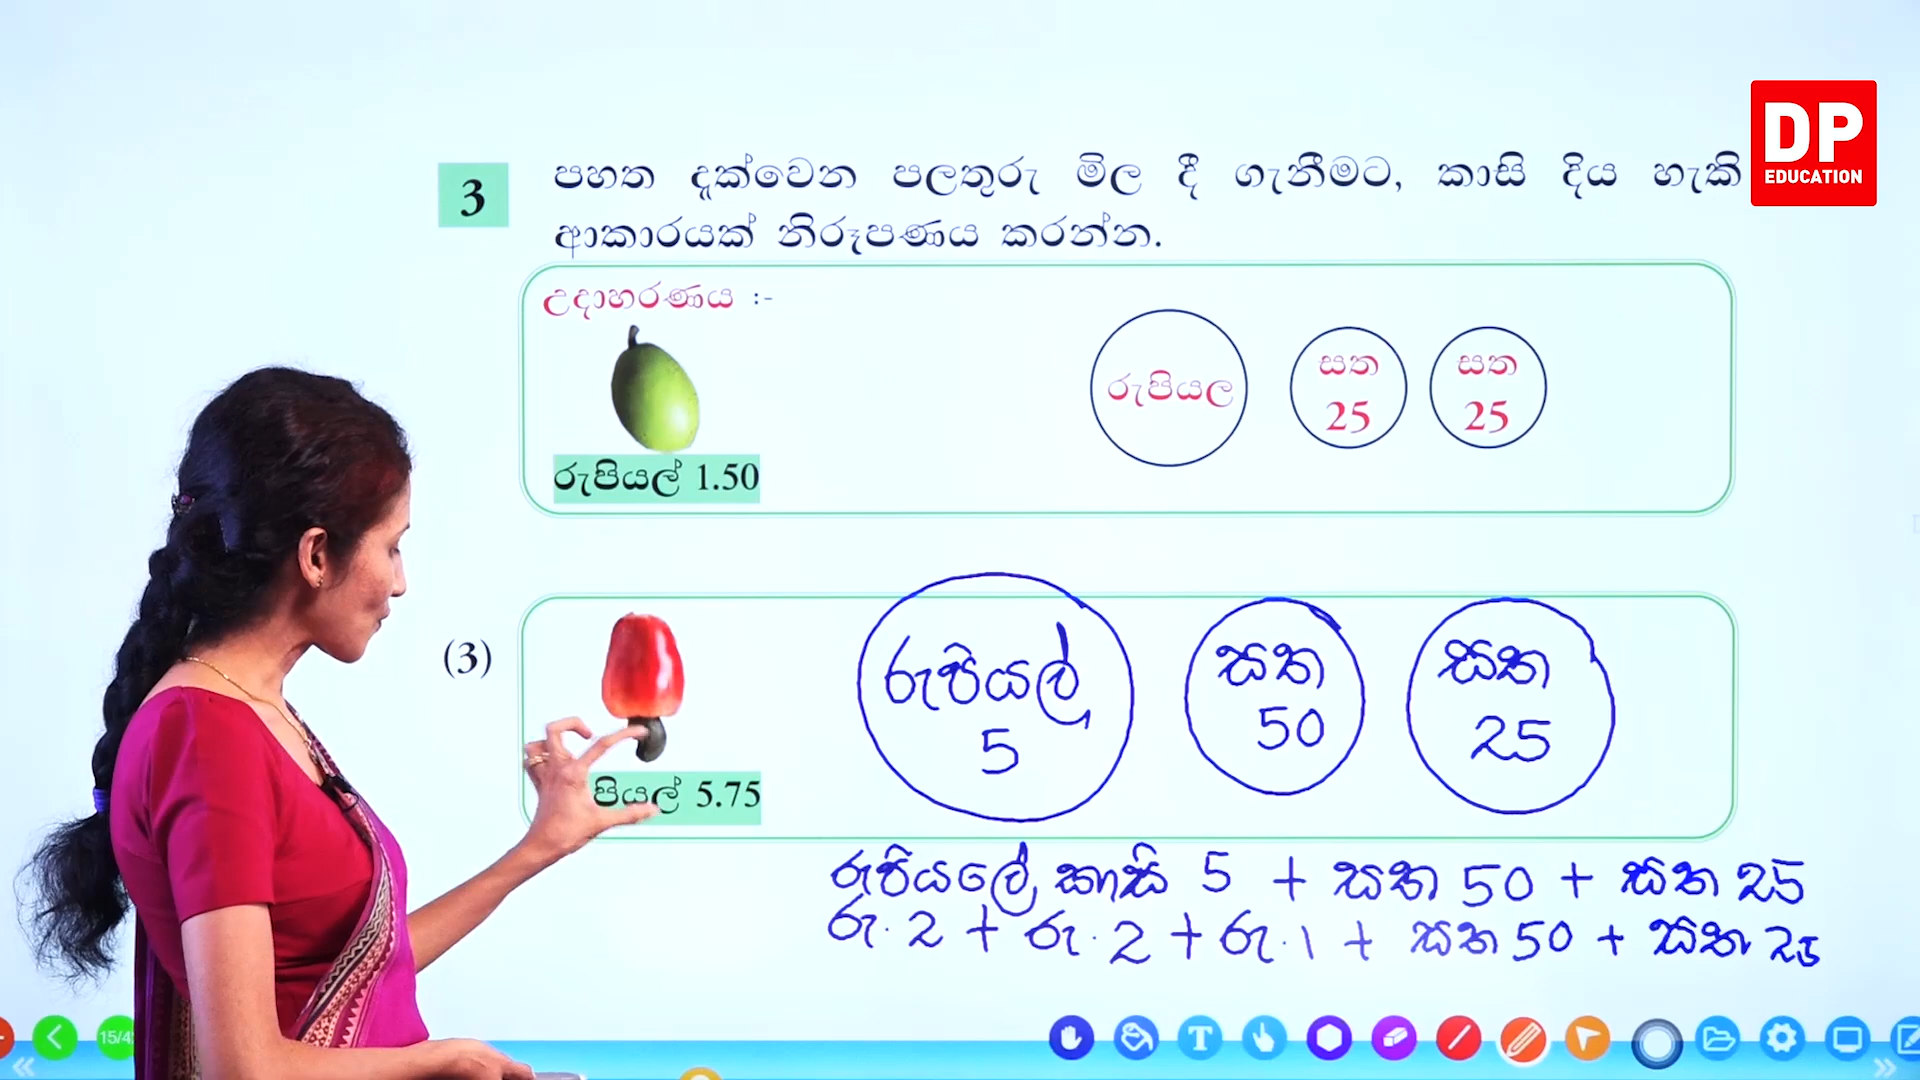 DP
EDUCATION
3 පහත දැක්වෙන පලතුරු මිල දී ගැනීමට, කාසි දිය හැකි
ආකාරයක් නිරූපණය කරන්න.
උදාහරණය :-
රුපියල
සත
25
සත
25
රුපියල් 1.50
(3)
රුපියල්
5
සත
50
සත
25
පියල් 5.75
රුපියලේ කාසි 5 + සත 50 + සත 25
රු. 2 + රු. 2 + රු. 1 + සත 50 + සත 25